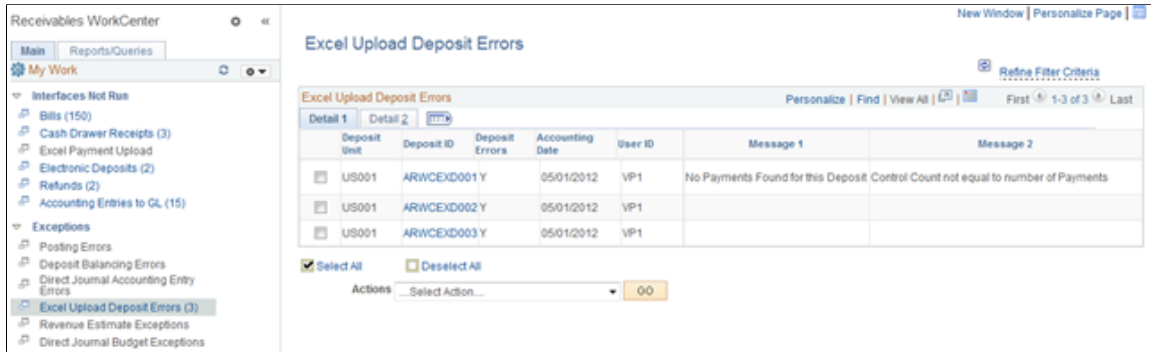 Receivables WorkCenter
New Window | Personalize Page |
Main Reports/Queries
My Work
Interfaces Not Run
Bills (150)
Cash Drawer Receipts (3)
Excel Payment Upload
Electronic Deposits (2)
Refunds (2)
Accounting Entries to GL (15)
Exceptions
Posting Errors
Deposit Balancing Errors
Direct Journal Accounting Entry
Errors
Excel Upload Deposit Errors (3)
Revenue Estimate Exceptions
Direct Journal Budget Exceptions
Excel Upload Deposit Errors
Refine Filter Criteria
Excel Upload Deposit Errors Personalize | Find | View All | | First 1-3 of 3 Last
Detail 1 Detail 2
Deposit Unit Deposit ID Deposit Errors Accounting Date User ID Message 1 Message 2
US001 ARWCEXD001 Y 05/01/2012 VP1 No Payments Found for this Deposit Control Count not equal to number of Payments
US001 ARWCEXD002 Y 05/01/2012 VP1
US001 ARWCEXD003 Y 05/01/2012 VP1
Select All Deselect All
Actions ...Select Action... GO